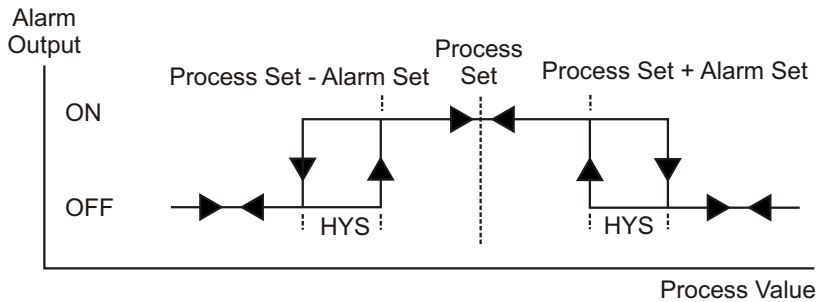 Alarm
Output
Process
Set
Process Set - Alarm Set
Process Set + Alarm Set
ON
OFF
HYS
HYS
Process Value